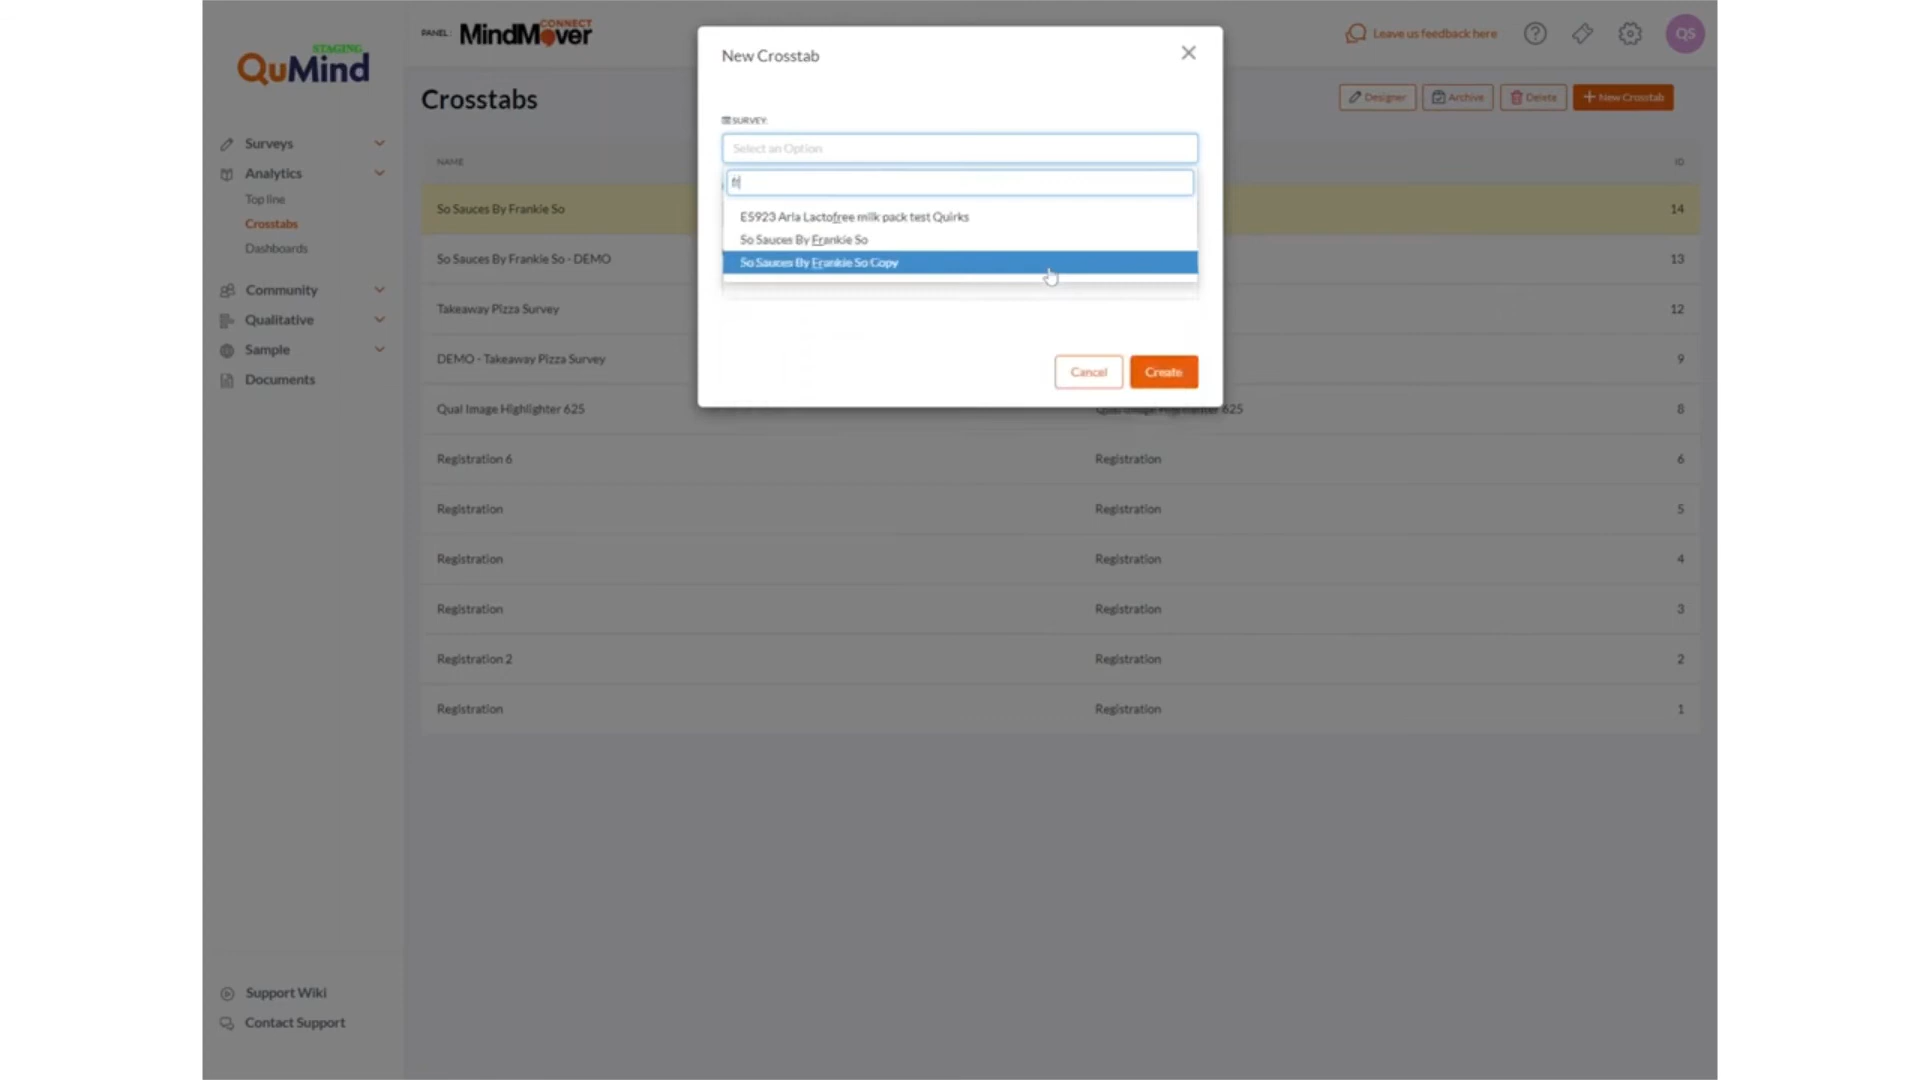 STAGING
QuMind
PANEL:
CONNECT
MindMover
Leave us feedback here
QS
Surveys
Analytics
Top line
Crosstabs
Dashboards
Community
Qualitative
Sample
Documents
Support Wiki
Contact Support
Crosstabs
Designer
Archive
Delete
+ New Crosstab
NAME
ID
So Sauces By Frankie So
14
So Sauces By Frankie So - DEMO
13
Takeaway Pizza Survey
12
DEMO - Takeaway Pizza Survey
9
Qual Image Highlighter 625
Qual Image Highlighter 625
8
Registration 6
Registration
6
Registration
Registration
5
Registration
Registration
4
Registration
Registration
3
Registration 2
Registration
2
Registration
Registration
1
New Crosstab
SURVEY:
Select an Option
fr
E5923 Arla Lactofree milk pack test Quirks
So Sauces By Frankie So
So Sauces By Frankie So Copy
Cancel
Create